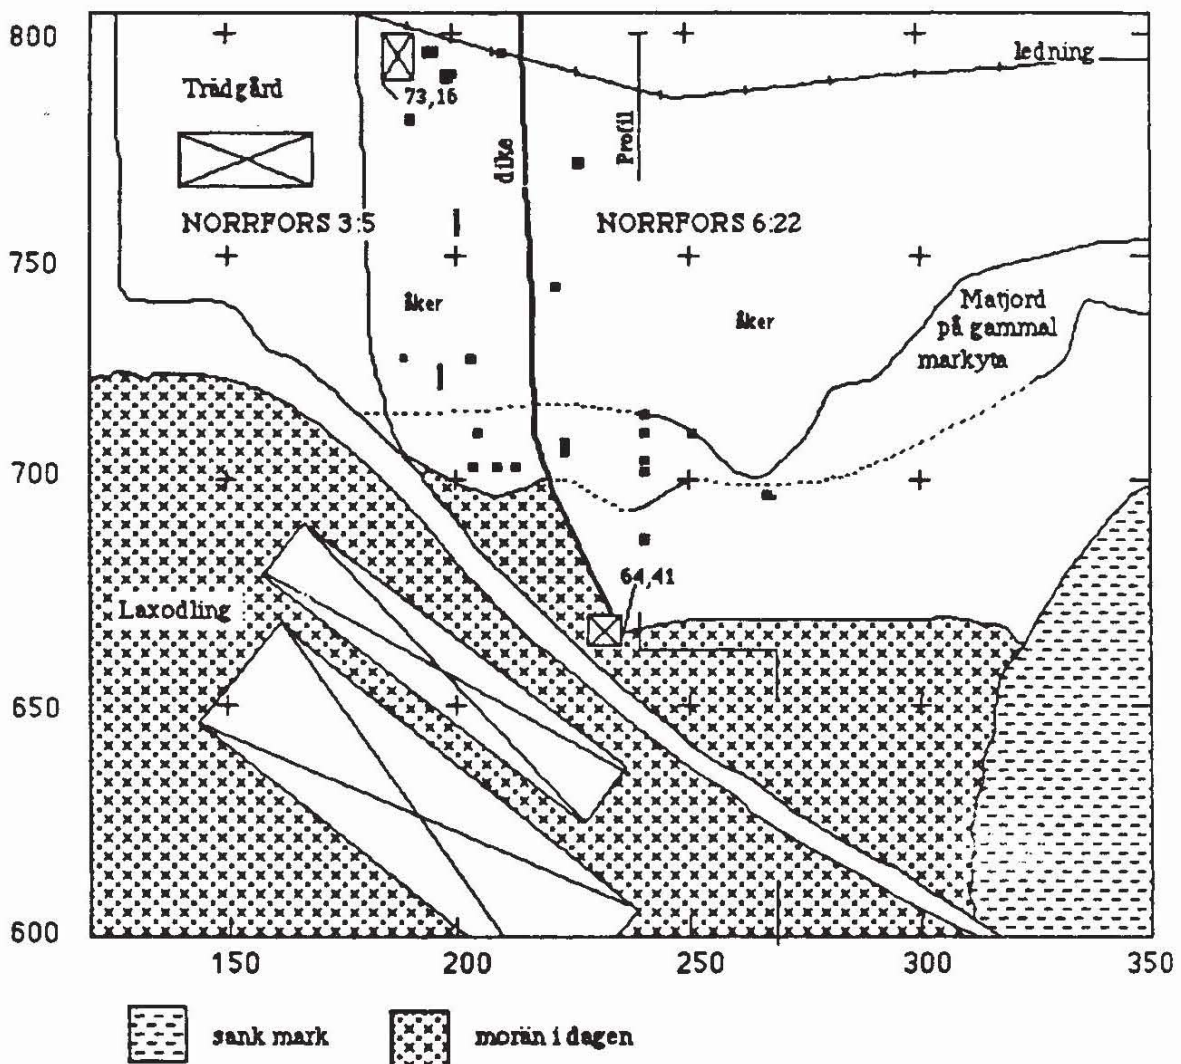 800
ledning
Trädgård
73,16
Profil
dike
NORRFORS 3:5
NORRFORS 6:22
750
åker
åker
Matjord
på gammal
markyta
700
64,41
Laxodling
650
600
150
200
250
300
350
sank mark
morän i dagen